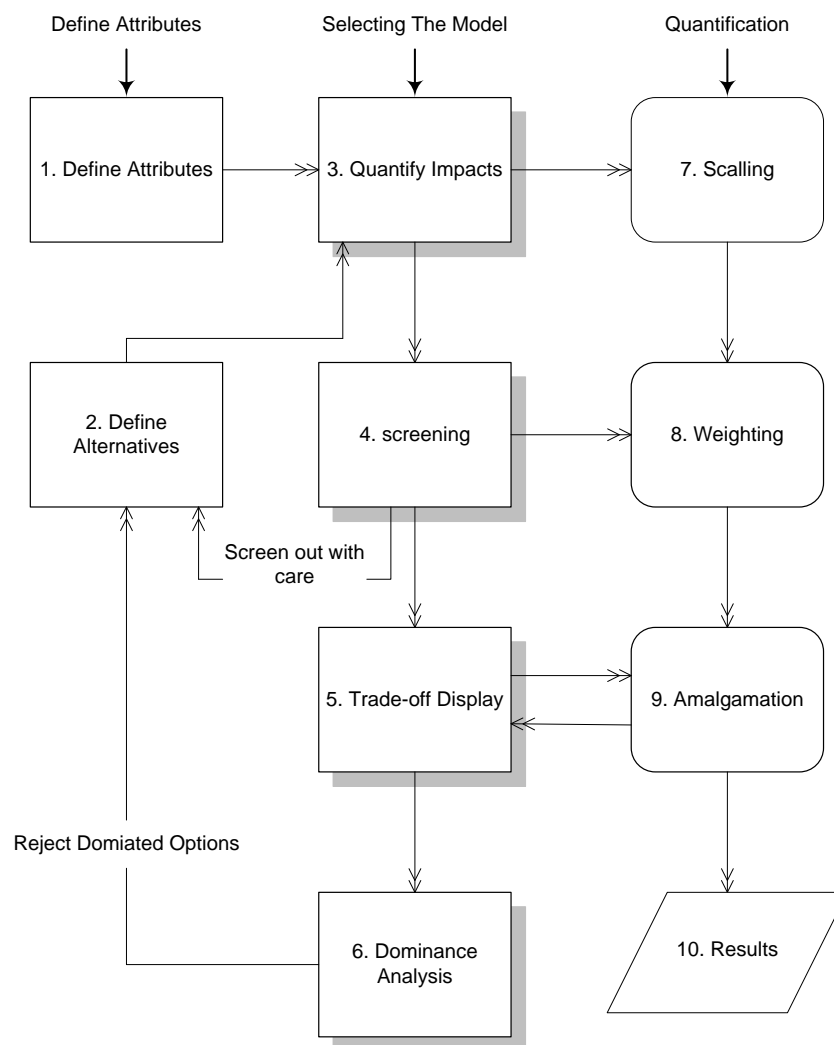 Define Attributes
Selecting The Model
Quantification
1. Define Attributes
3. Quantify Impacts
7. Scalling
2. Define
Alternatives
4. screening
8. Weighting
Screen out with
care
5. Trade-off Display
9. Amalgamation
Reject Domiated Options
6. Dominance
Analysis
10. Results